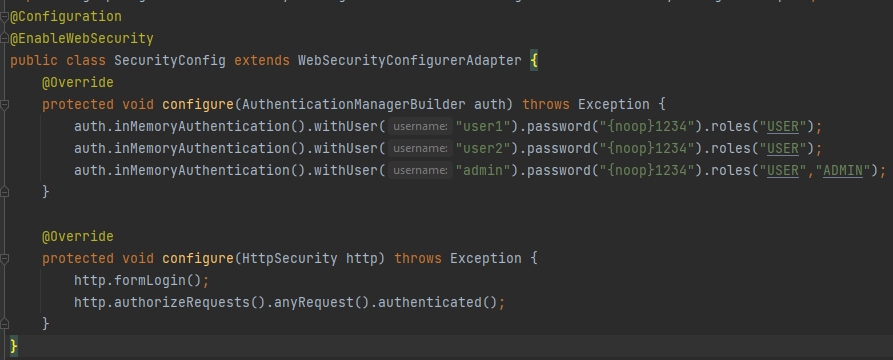 @Configuration
@EnableWebSecurity
public class SecurityConfig extends WebSecurityConfigurerAdapter {
    @Override
    protected void configure(AuthenticationManagerBuilder auth) throws Exception {
        auth.inMemoryAuthentication().withUser( username: "user1").password("{noop}1234").roles("USER");
        auth.inMemoryAuthentication().withUser( username: "user2").password("{noop}1234").roles("USER");
        auth.inMemoryAuthentication().withUser( username: "admin").password("{noop}1234").roles("USER","ADMIN");
    }
    @Override
    protected void configure(HttpSecurity http) throws Exception {
        http.formLogin();
        http.authorizeRequests().anyRequest().authenticated();
    }
}